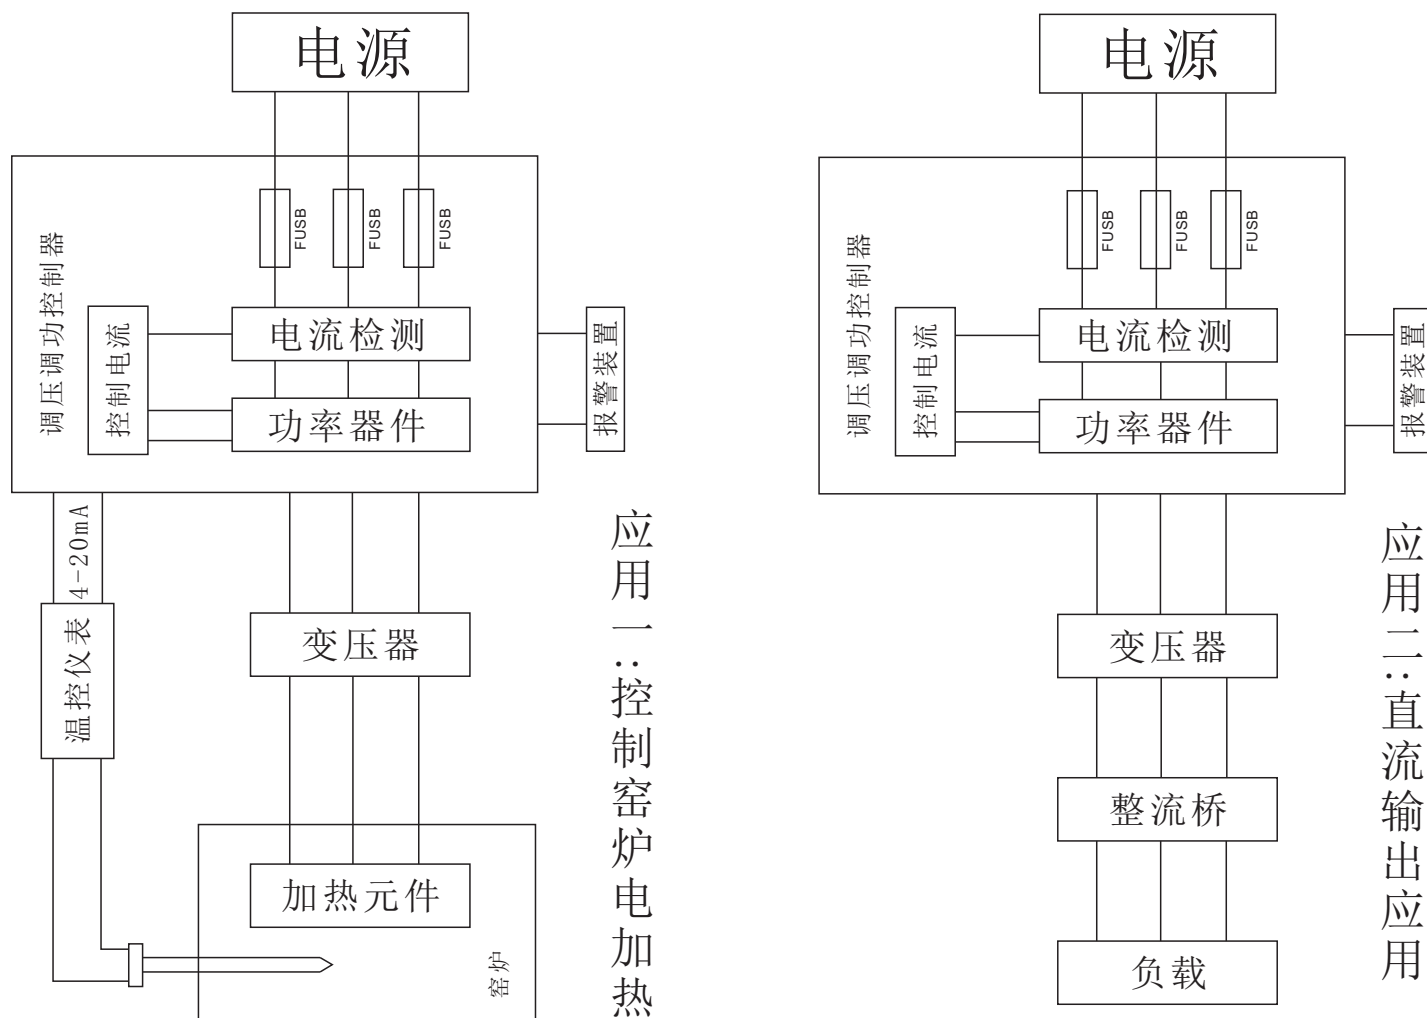 电源
FUSB
FUSB
FUSB
调压调功控制器
控制电流
电流检测
功率器件
报警装置
4-20mA
温控仪表
变压器
加热元件
窑炉
应用一:控制窑炉电加热
电源
FUSB
FUSB
FUSB
调压调功控制器
控制电流
电流检测
功率器件
报警装置
变压器
整流桥
负载
应用二:直流输出应用